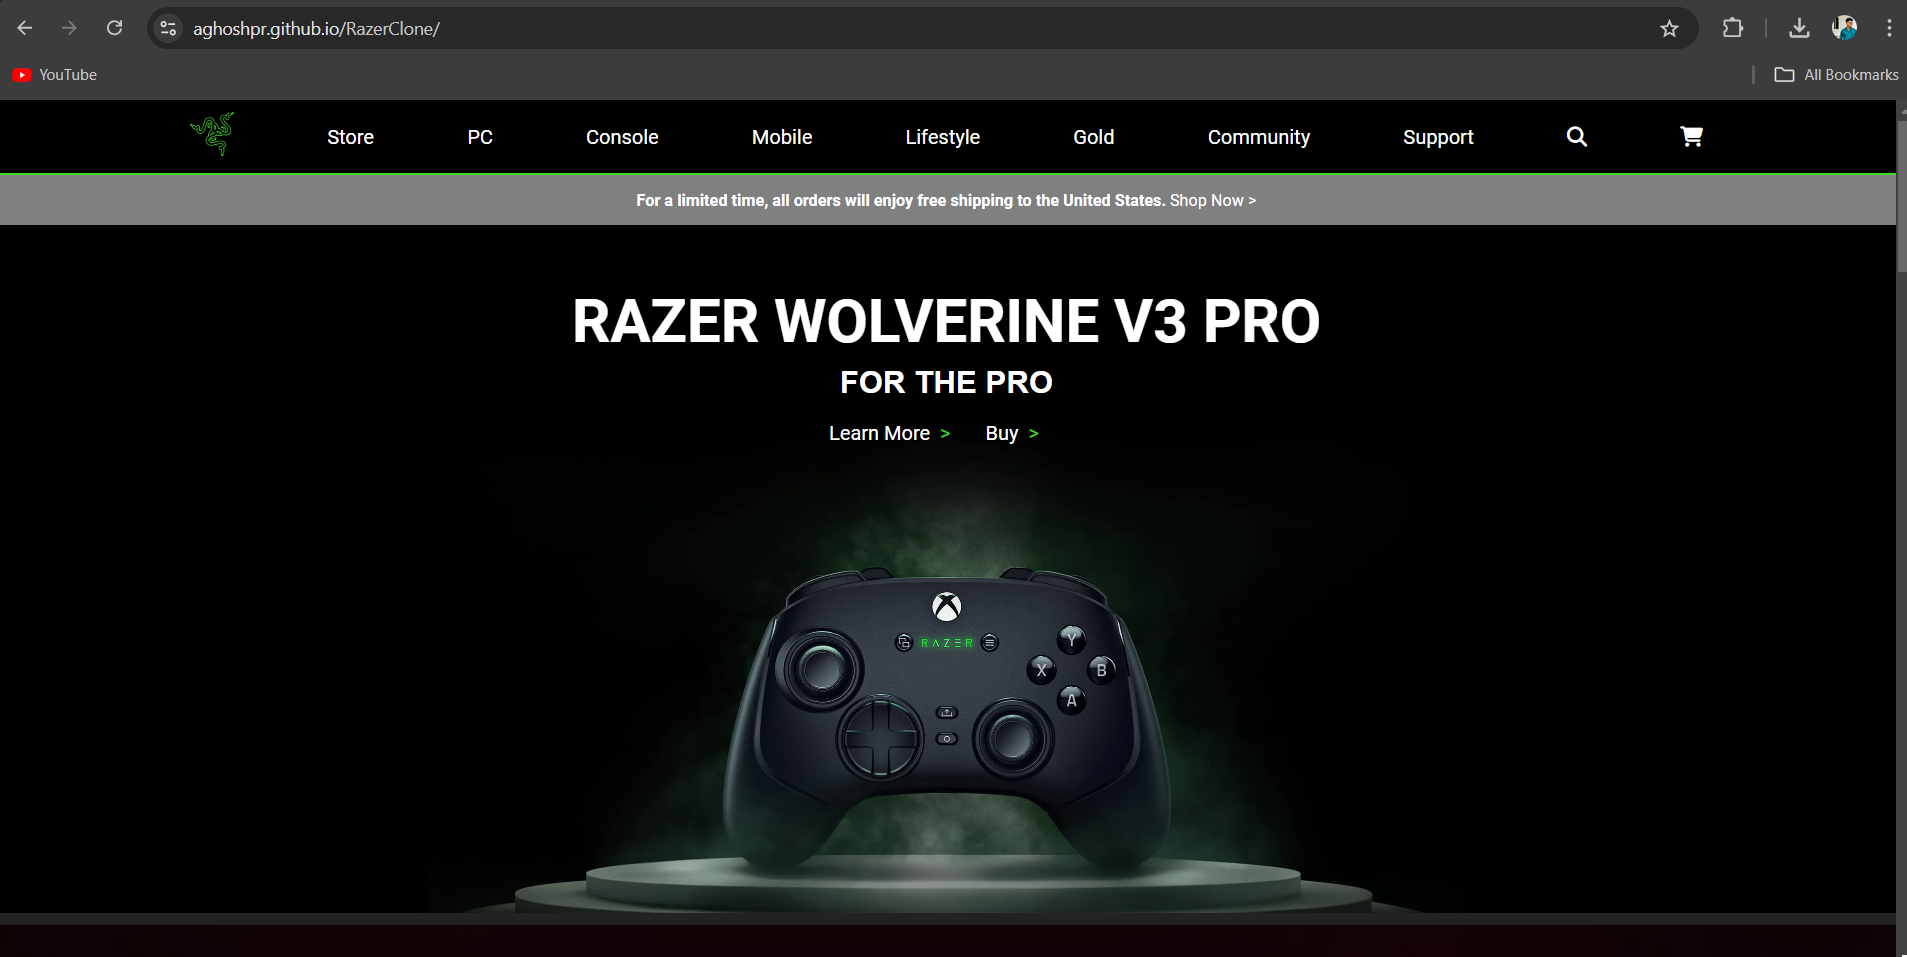 aghoshpr.github.io/RazerClone/
YouTube
All Bookmarks
Store PC Console Mobile Lifestyle Gold Community Support
For a limited time, all orders will enjoy free shipping to the United States. Shop Now >
RAZER WOLVERINE V3 PRO
FOR THE PRO
Learn More > Buy >
RAZER
Y
X B
A